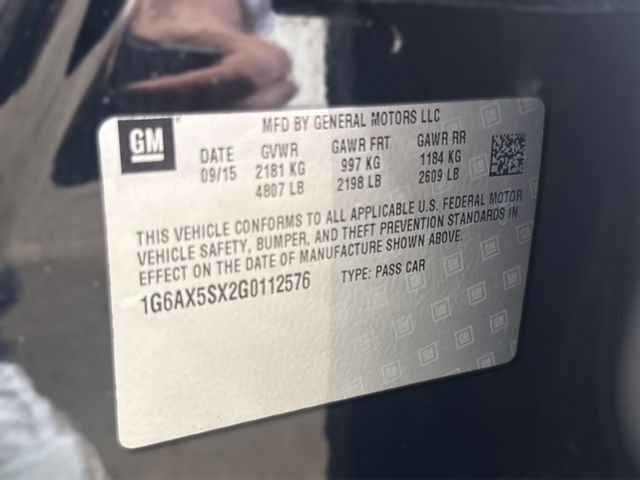 GM
MFD BY GENERAL MOTORS LLC
DATE GVWR GAWR FRT GAWR RR
09/15 2181 KG 997 KG 1184 KG
4807 LB 2198 LB 2609 LB
THIS VEHICLE CONFORMS TO ALL APPLICABLE U.S. FEDERAL MOTOR
VEHICLE SAFETY, BUMPER, AND THEFT PREVENTION STANDARDS IN
EFFECT ON THE DATE OF MANUFACTURE SHOWN ABOVE.
1G6AX5SX2G0112576 TYPE: PASS CAR